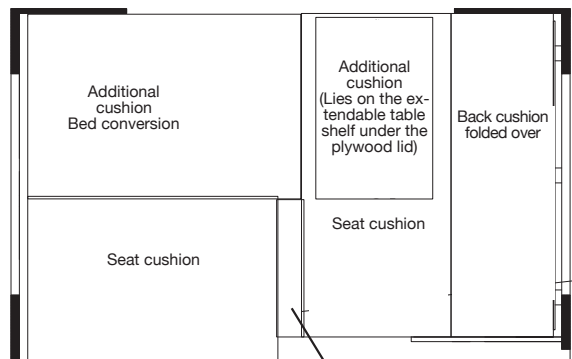 Additional
cushion
Bed conversion
Additional
cushion
(Lies on the ex-
tendable table
shelf under the
plywood lid)
Back cushion
folded over
Seat cushion
Seat cushion